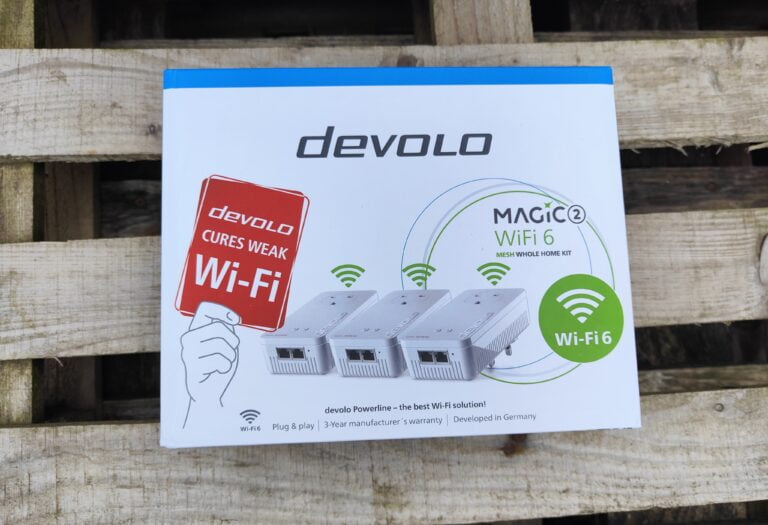 devolo
devolo
CURES WEAK
Wi-Fi
MAGIC 2
WiFi 6
MESH WHOLE HOME KIT
Wi-Fi 6
devolo Powerline – the best Wi-Fi solution!
Wi-Fi 6
Plug & play | 3-Year manufacturer´s warranty | Developed in Germany